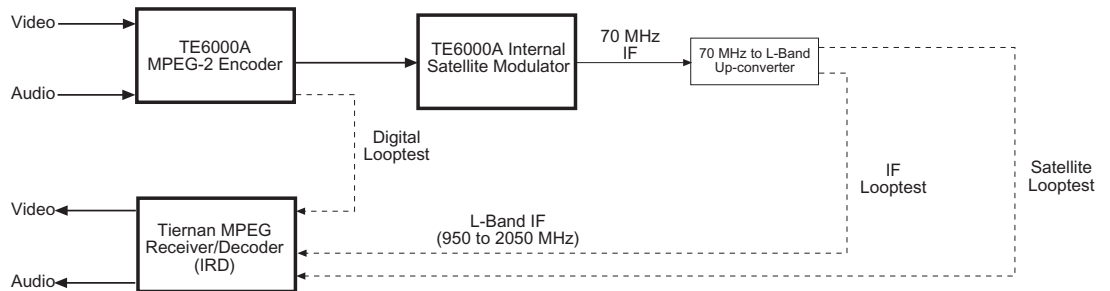 Video
Audio
TE6000A
MPEG-2 Encoder
TE6000A Internal
Satellite Modulator
70 MHz
IF
70 MHz to L-Band
Up-converter
Digital
Looptest
IF
Looptest
Satellite
Looptest
Video
Audio
Tiernan MPEG
Receiver/Decoder
(IRD)
L-Band IF
(950 to 2050 MHz)